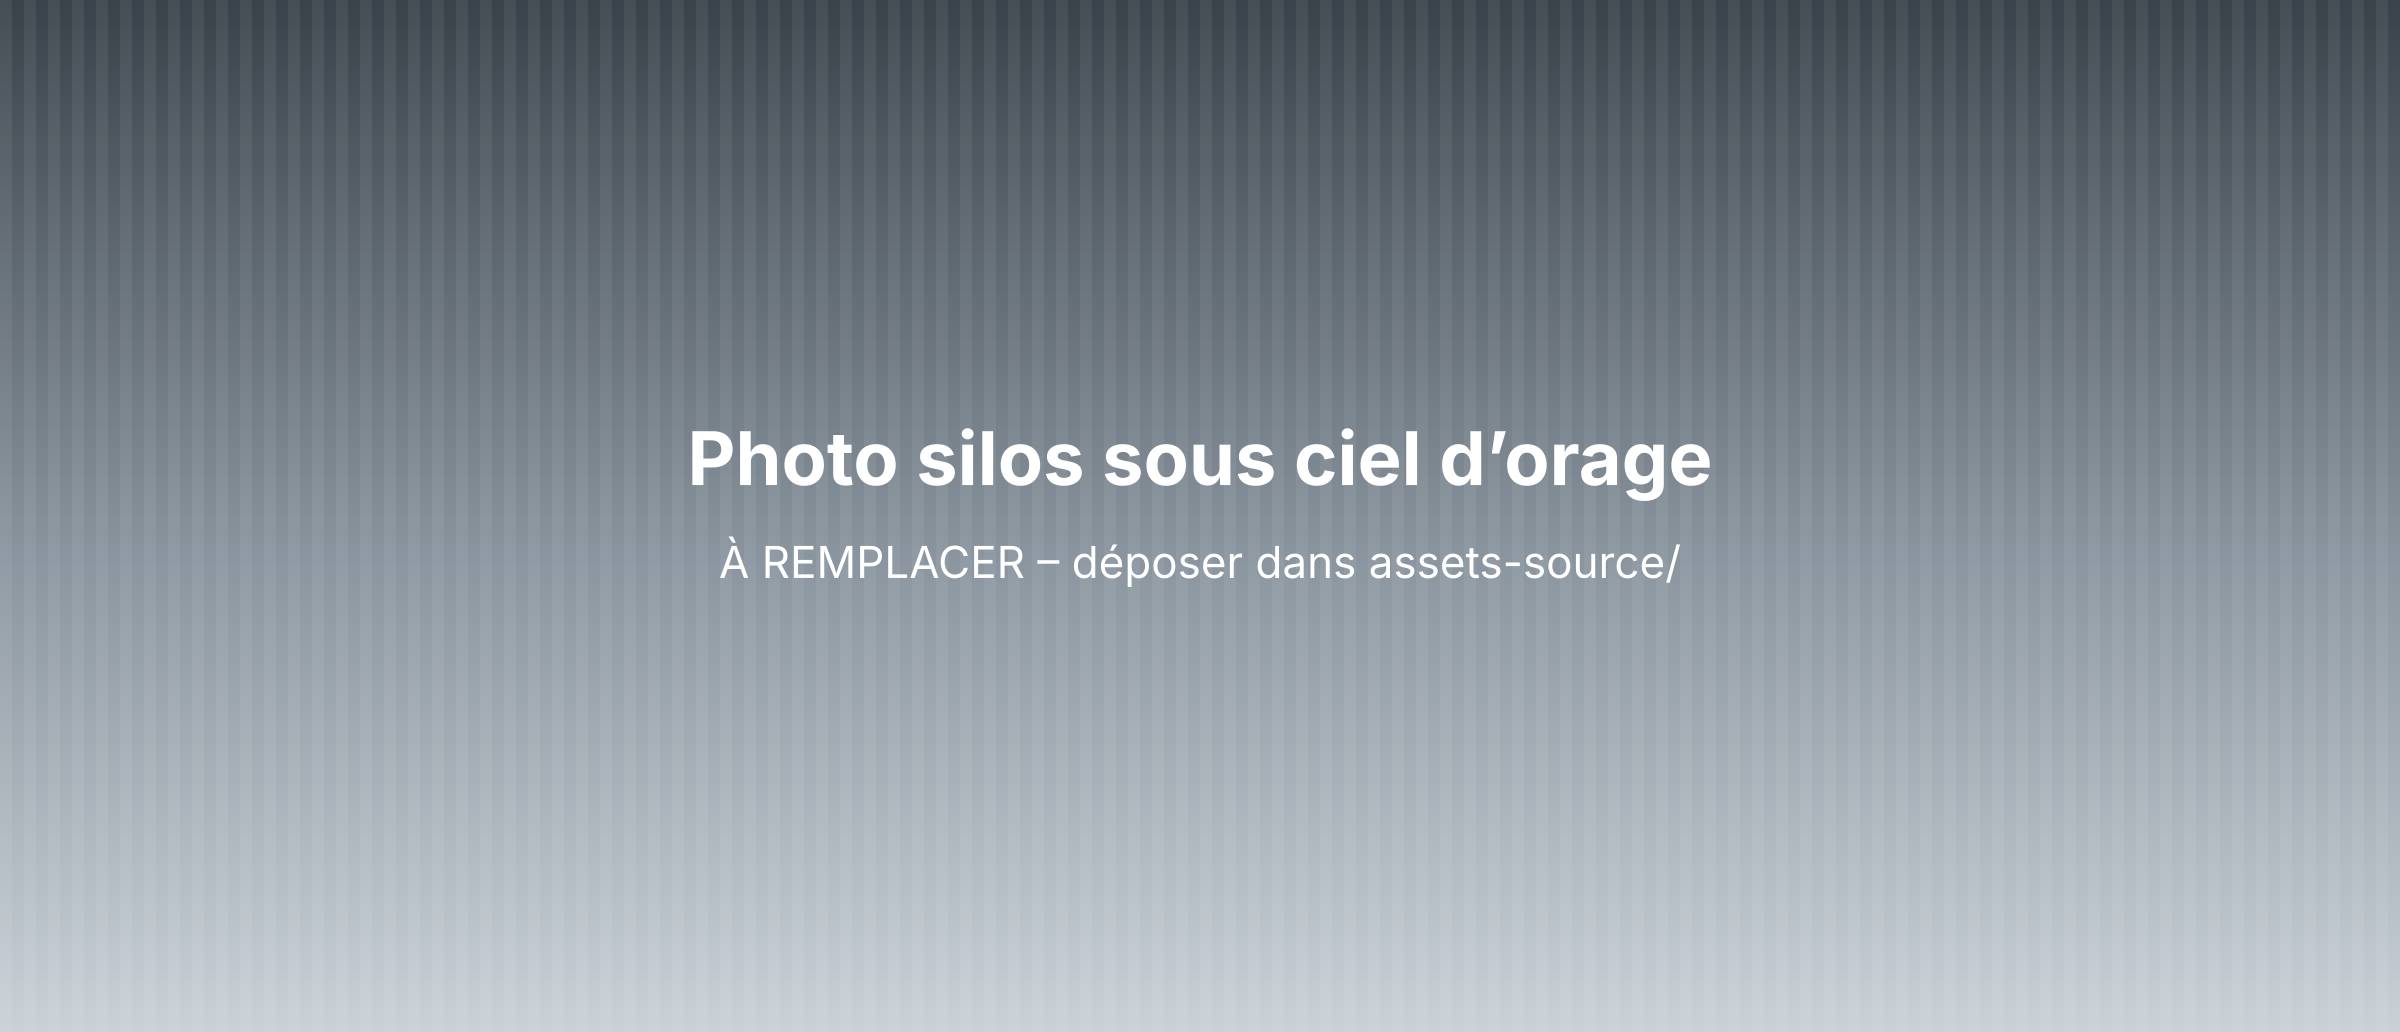 Photo silos sous ciel d’orage
À REMPLACER – déposer dans assets-source/